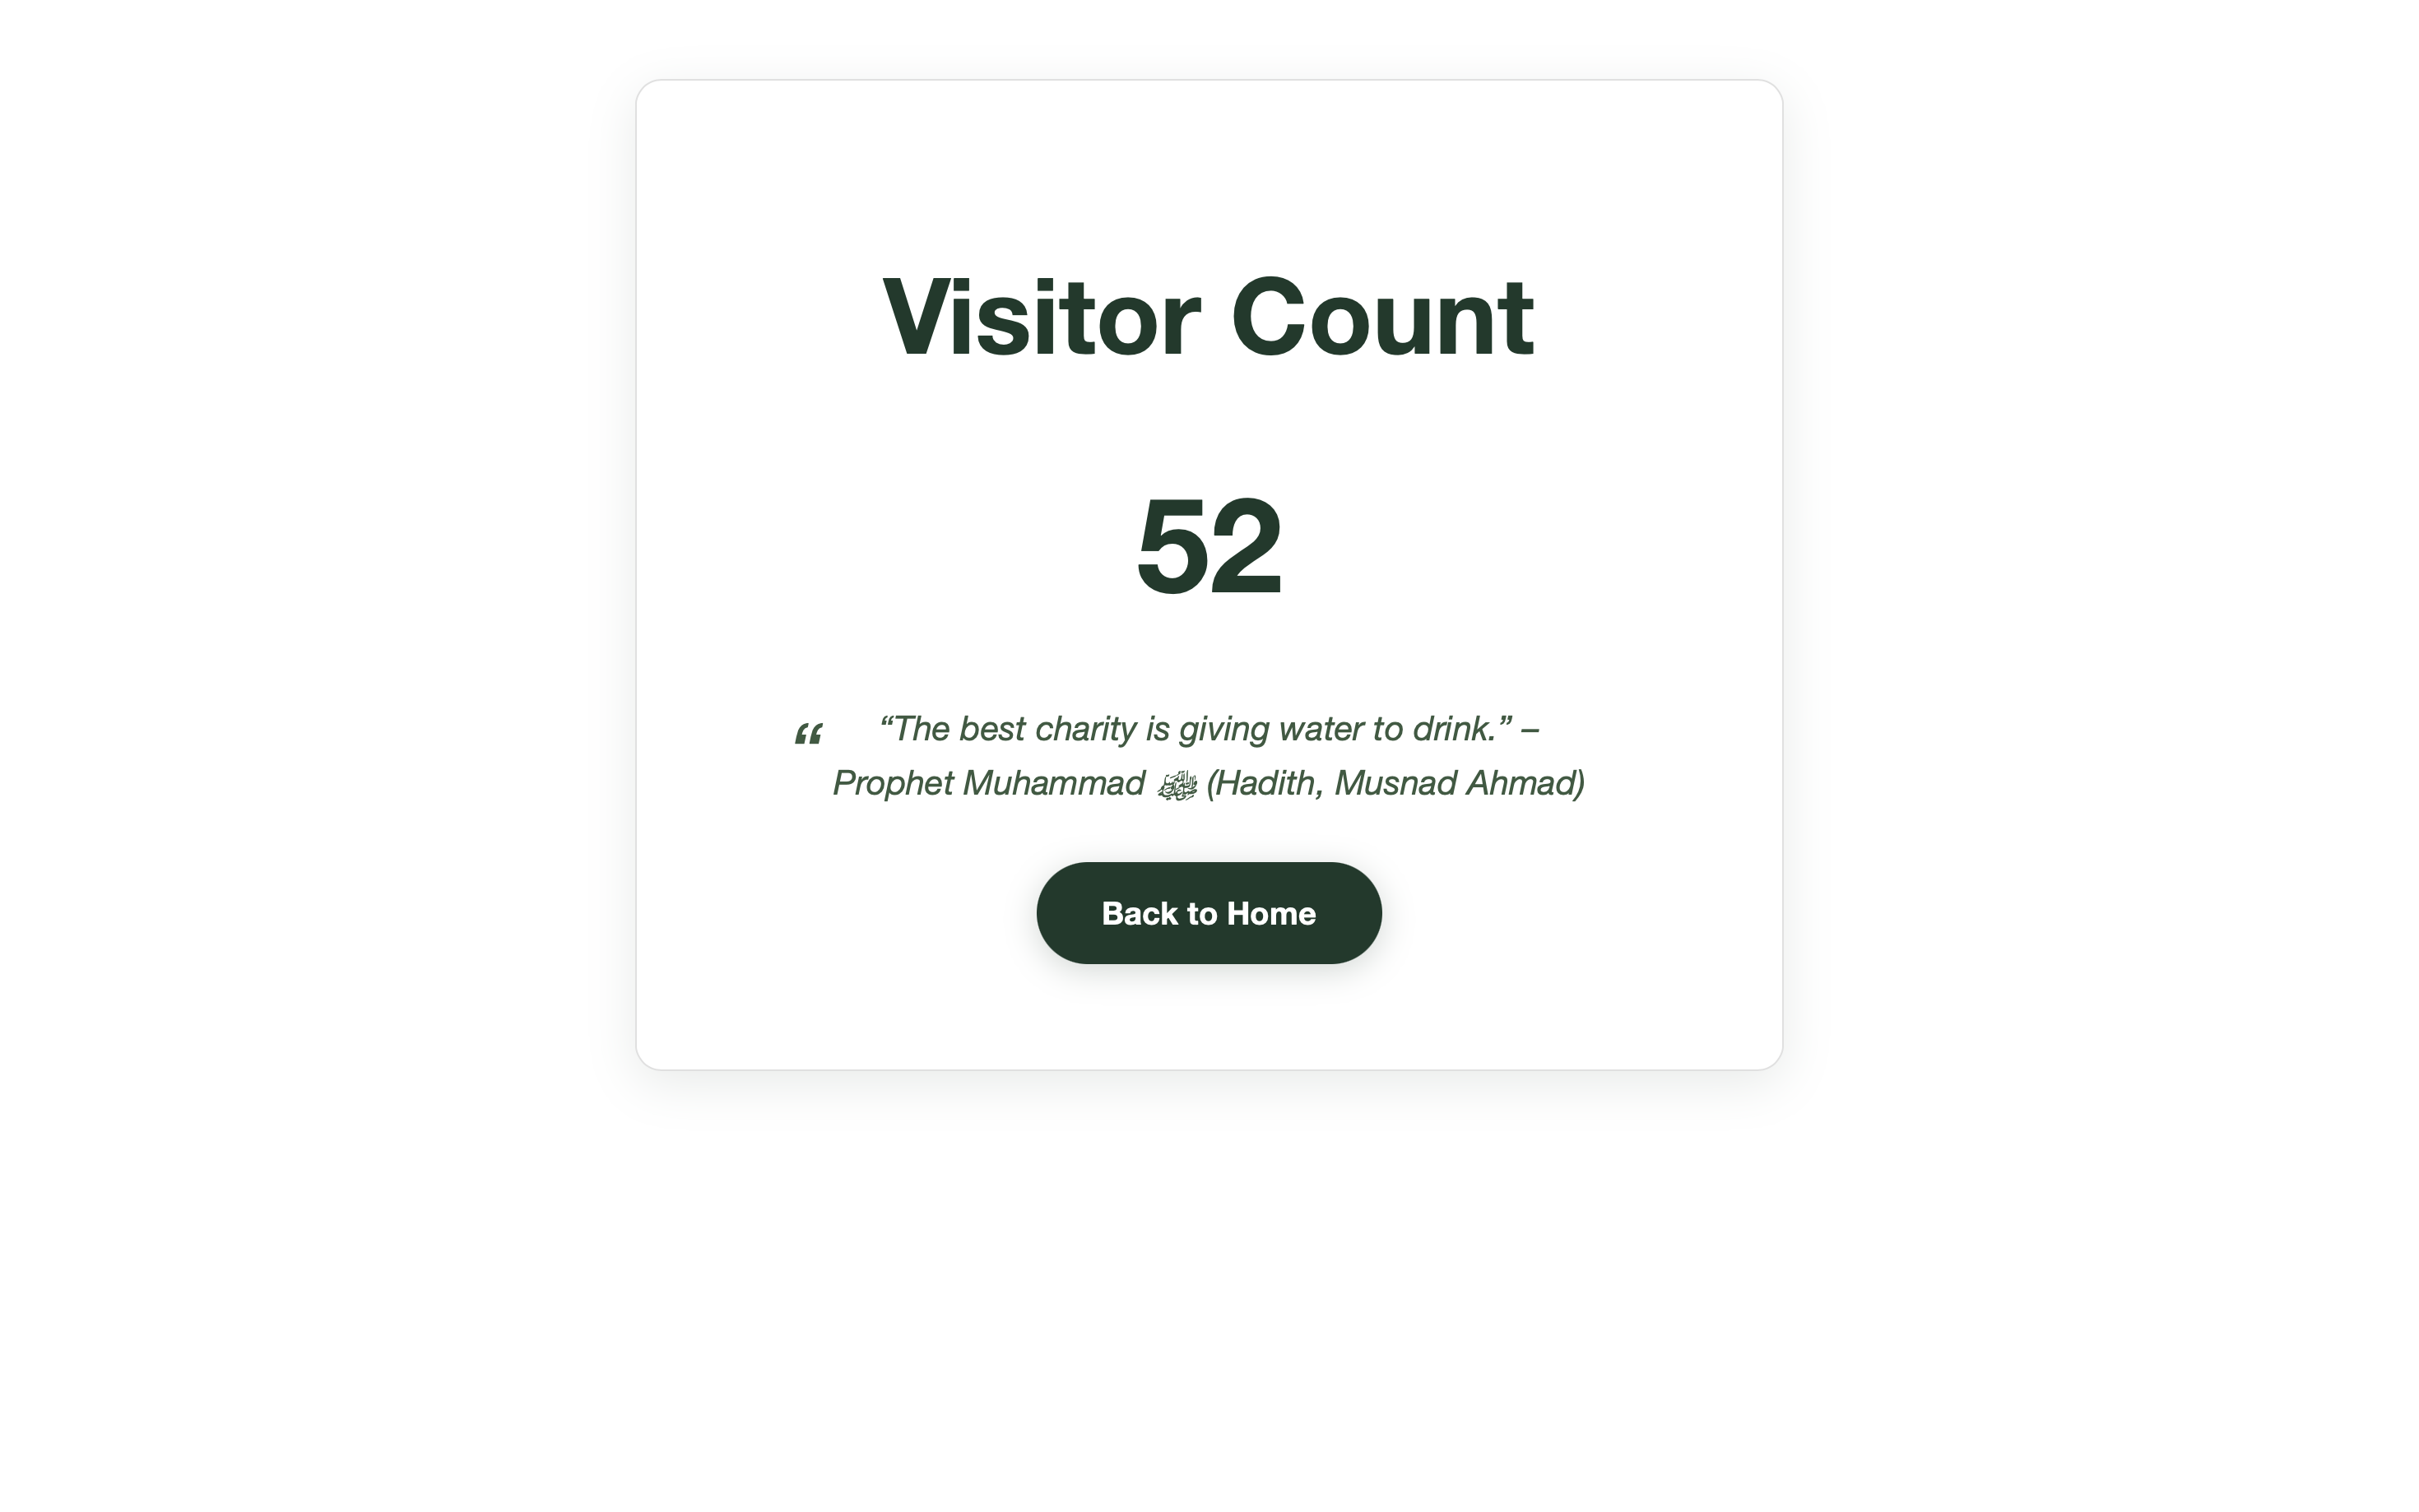 Visitor Count
52
“
“The best charity is giving water to drink.” –
Prophet Muhammad ﷺ (Hadith, Musnad Ahmad)
Back to Home